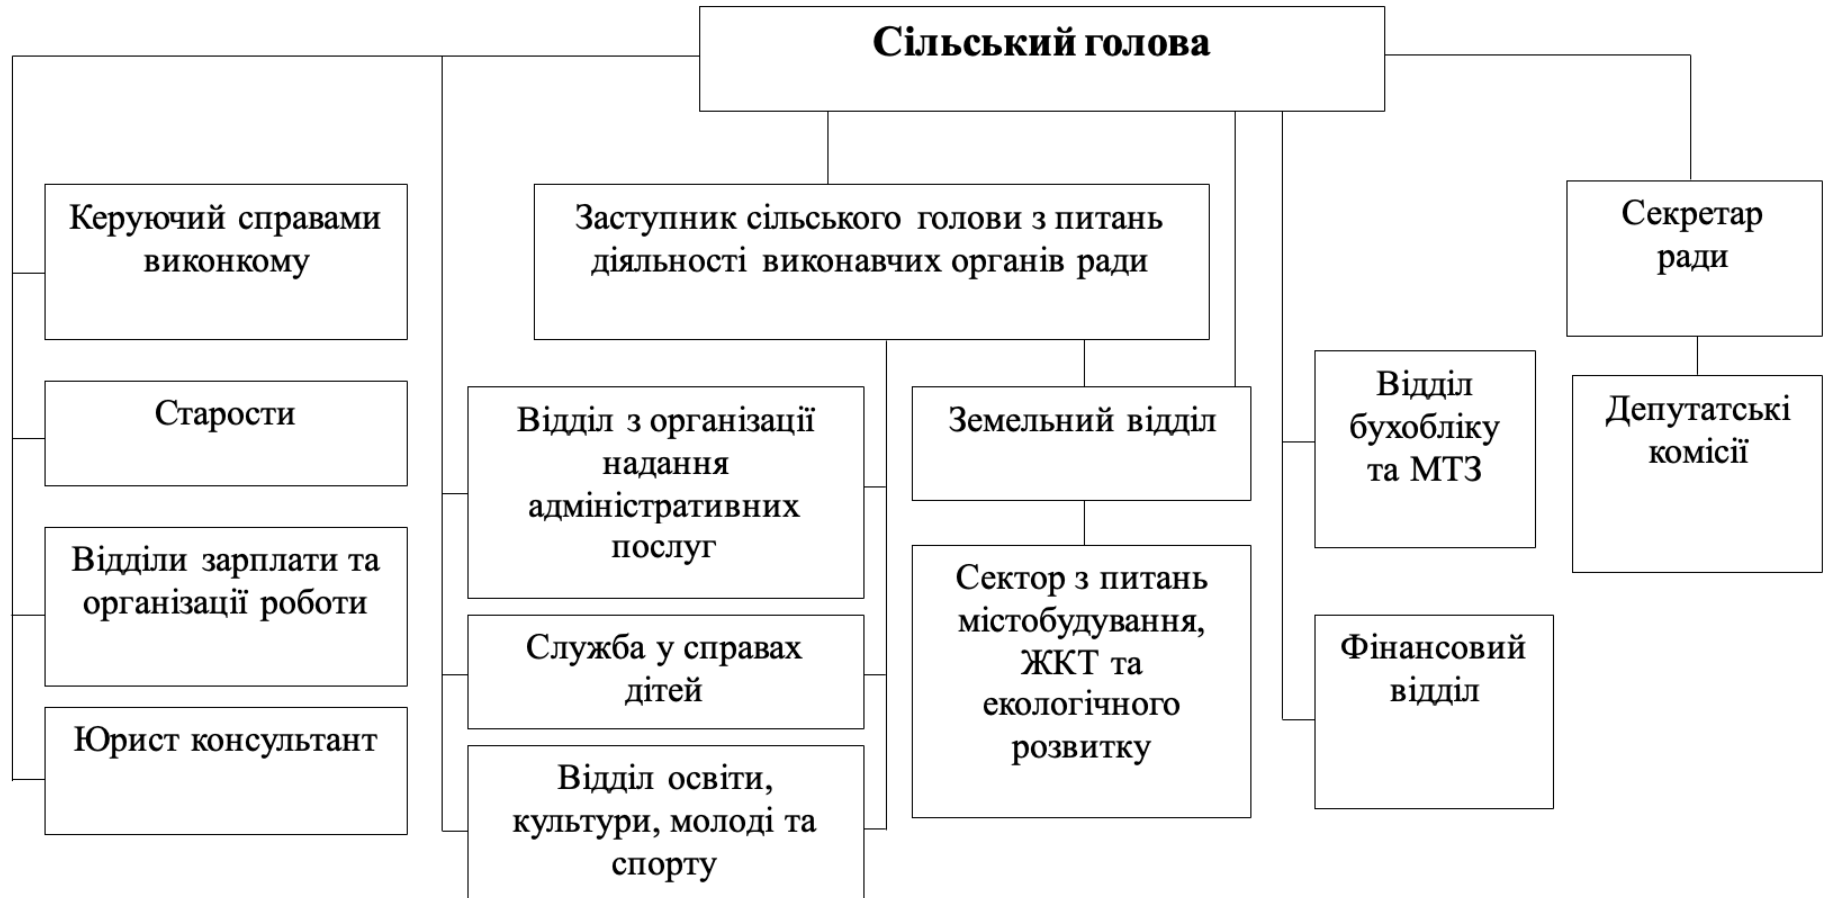 Сільський голова
Керуючий справами
виконкому
Заступник сільського голови з питань
діяльності виконавчих органів ради
Секретар
ради
Старости
Відділ з організації
надання
адміністративних
послуг
Земельний відділ
Відділ
бухобліку
та МТЗ
Депутатські
комісії
Відділи зарплати та
організації роботи
Сектор з питань
містобудування,
ЖКТ та
екологічного
розвитку
Служба у справах
дітей
Фінансовий
відділ
Юрист консультант
Відділ освіти,
культури, молоді та
спорту